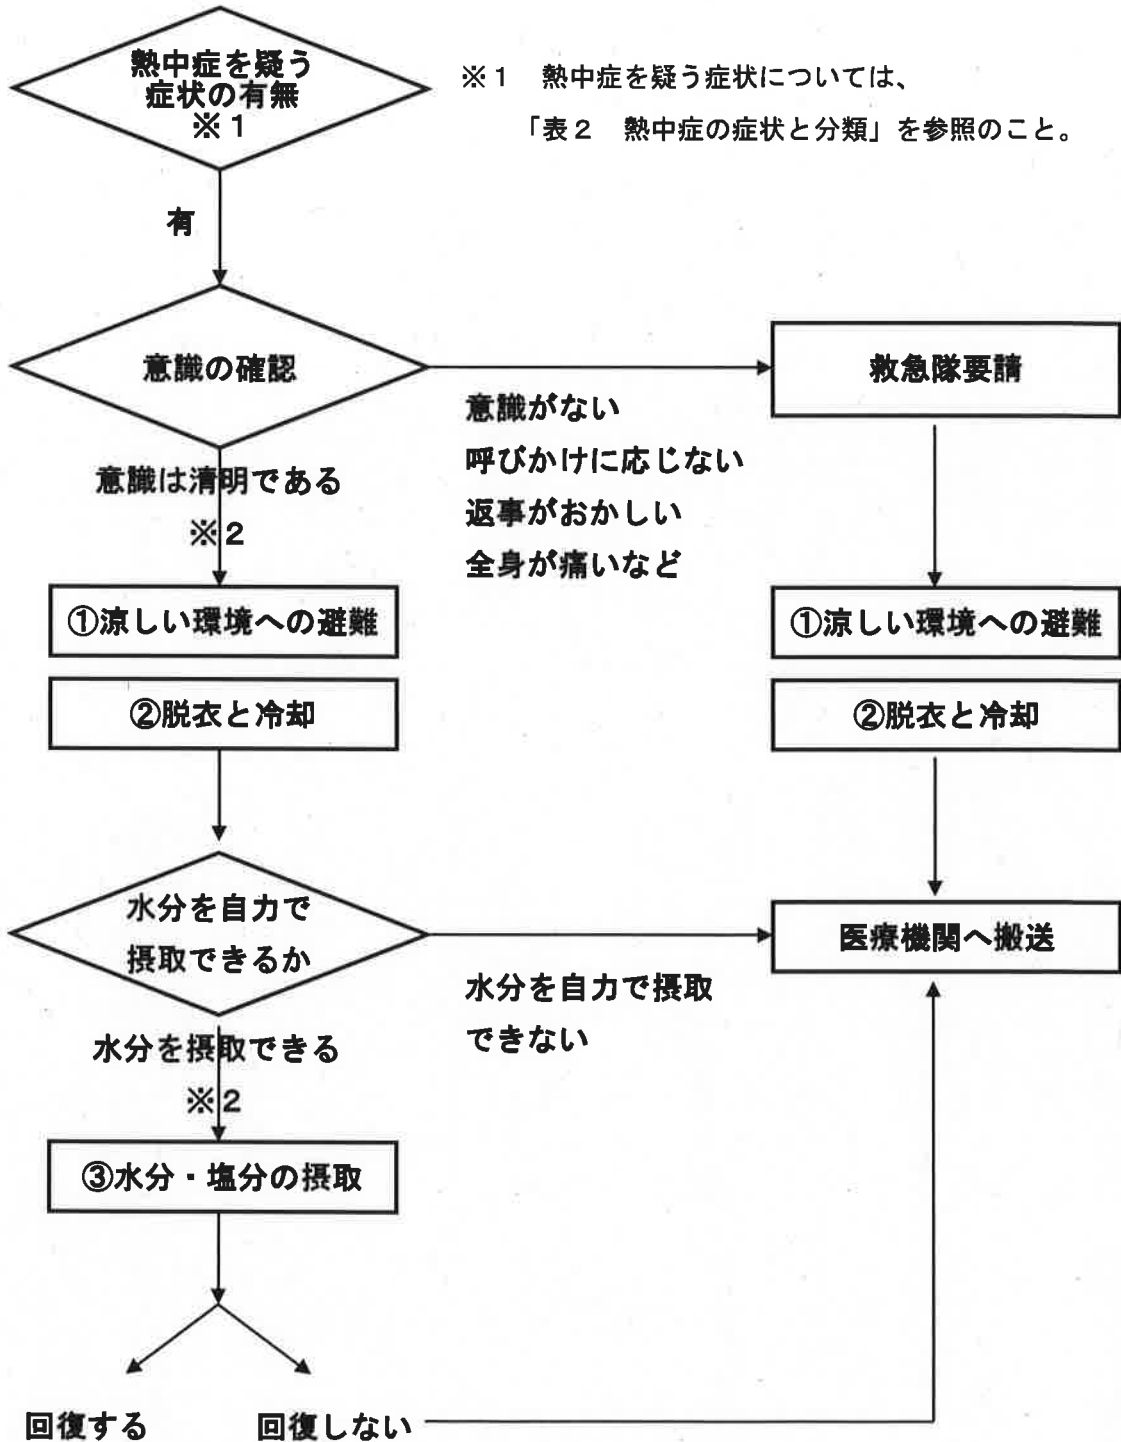 熱中症を疑う
症状の有無
※1
※1　熱中症を疑う症状については、
「表2　熱中症の症状と分類」を参照のこと。
有
意識の確認
救急隊要請
意識がない
呼びかけに応じない
返事がおかしい
全身が痛いなど
意識は清明である
※2
①涼しい環境への避難
①涼しい環境への避難
②脱衣と冷却
②脱衣と冷却
水分を自力で
摂取できるか
医療機関へ搬送
水分を自力で摂取
できない
水分を摂取できる
※2
③水分・塩分の摂取
回復する
回復しない